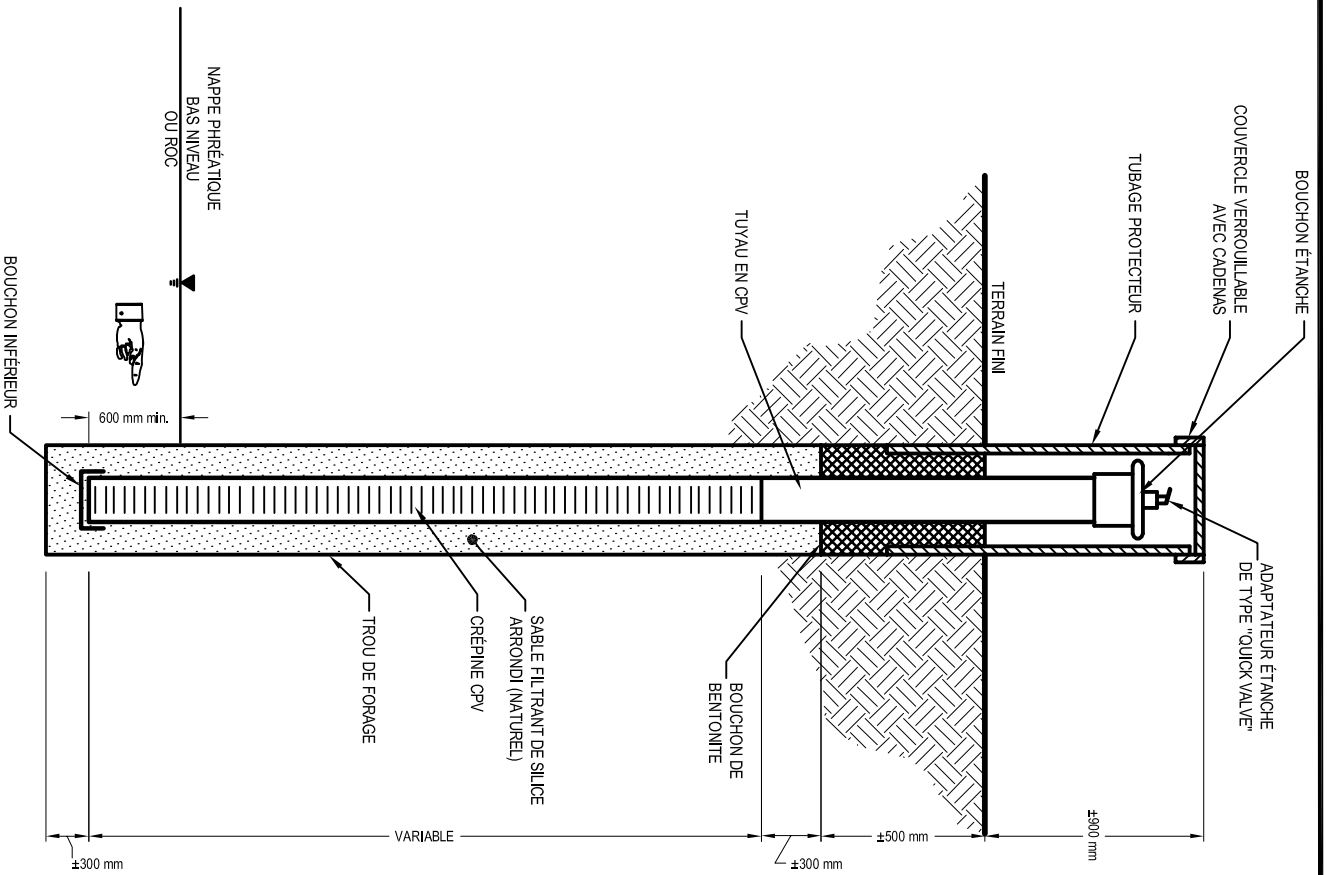 BOUCHON ÉTANCHE
COUVERCLE VERROUILLABLE
AVEC CADENAS
TUBAGE PROTECTEUR
TERRAIN FINI
TUYAU EN CPV
NAPPE PHRÉATIQUE
BAS NIVEAU
OU ROC
600 mm min.
BOUCHON INFÉRIEUR
ADAPTATEUR ÉTANCHE
DE TYPE "QUICK VALVE"
BOUCHON DE
BENTONITE
SABLE FILTRANT DE SILICE
ARRONDI (NATUREL)
CRÉPINE CPV
TROU DE FORAGE
±900 mm
±500 mm
±300 mm
VARIABLE
±300 mm